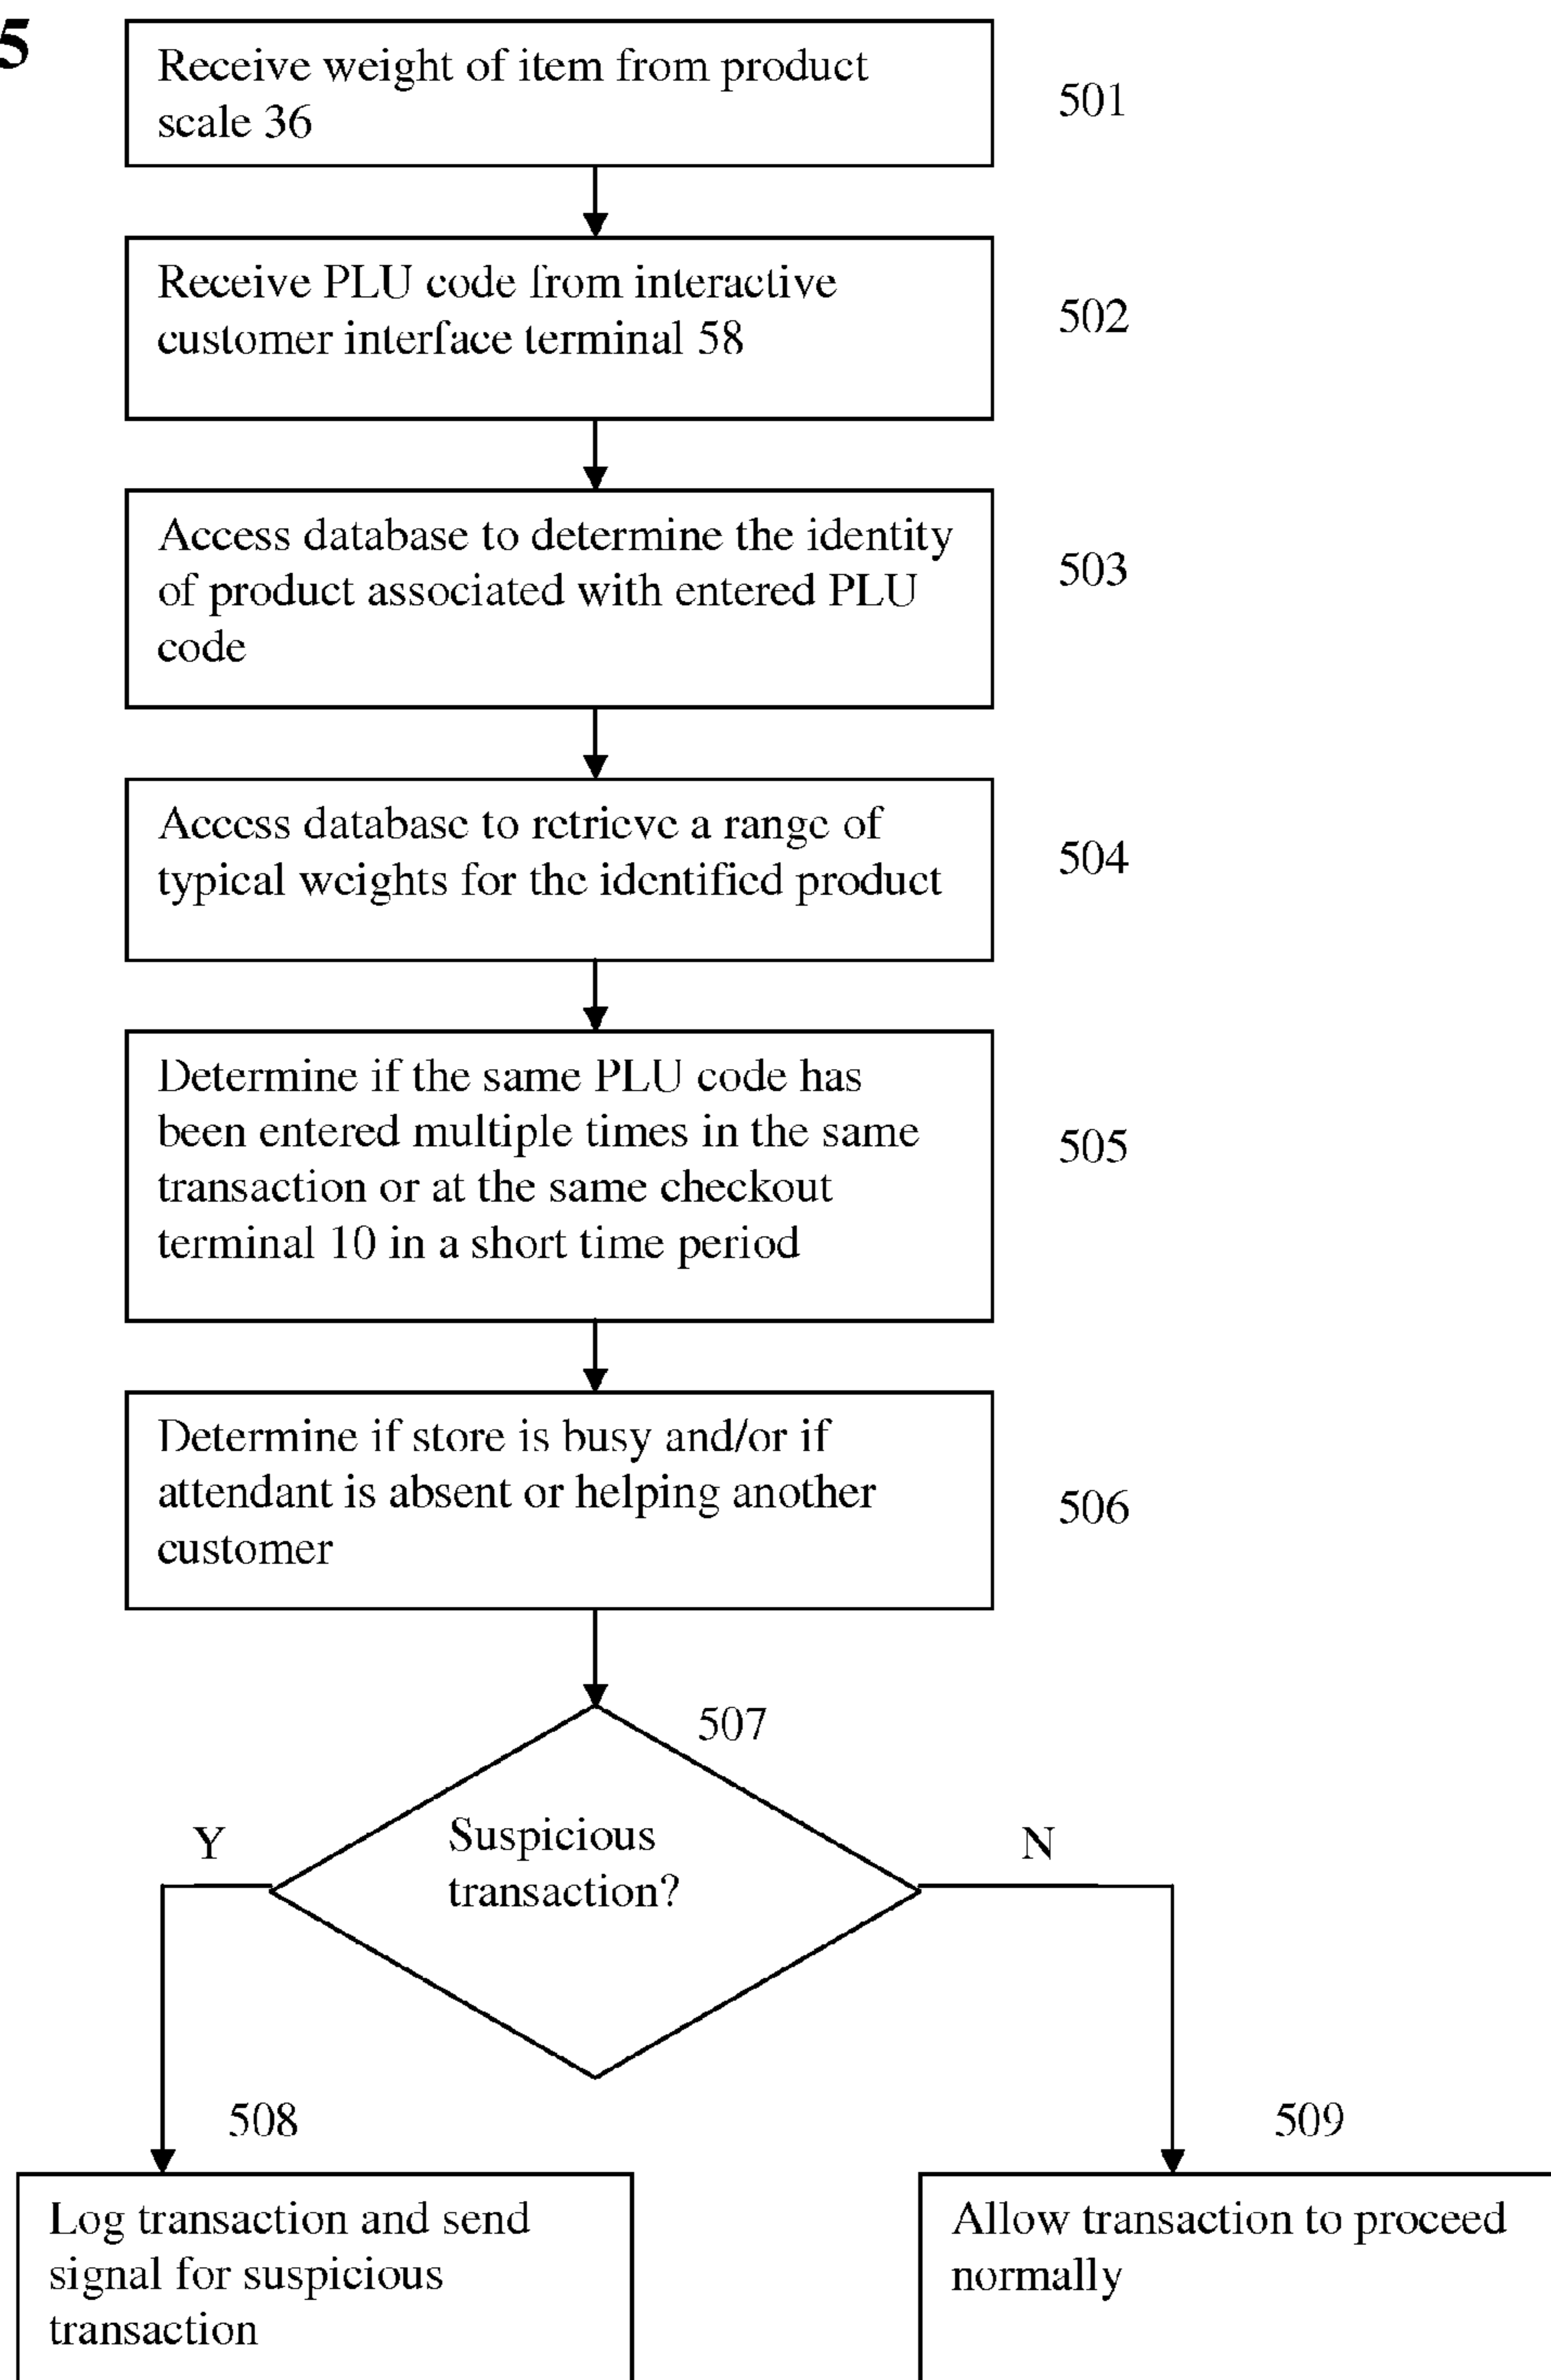 5
Receive weight of item from product
scale 36
501
Receive PLU code from interactive
customer interface terminal 58
502
Access database to determine the identity
of product associated with entered PLU
code
503
Access database to retrieve a range of
typical weights for the identified product
504
Determine if the same PLU code has
been entered multiple times in the same
transaction or at the same checkout
terminal 10 in a short time period
505
Determine if store is busy and/or if
attendant is absent or helping another
customer
506
507
Suspicious
transaction?
Y
N
508
509
Log transaction and send
signal for suspicious
transaction
Allow transaction to proceed
normally